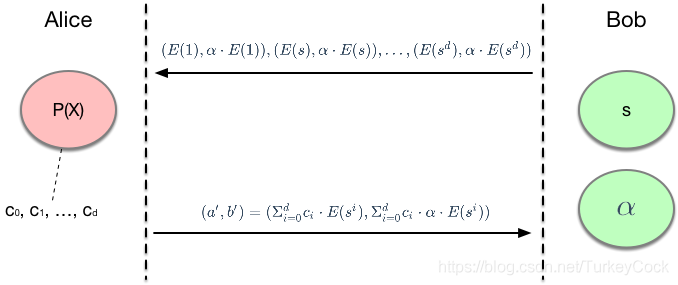 Alice
Bob
(E(1), α · E(1)), (E(s), α · E(s)), . . . , (E(s^d), α · E(s^d))
P(X)
s
C₀, C₁, ..., C_d
(a′, b′) = (Σ_{i=0}^d c_i · E(s^i), Σ_{i=0}^d c_i · α · E(s^i))
α
https://blog.csdn.net/TurkeyCock